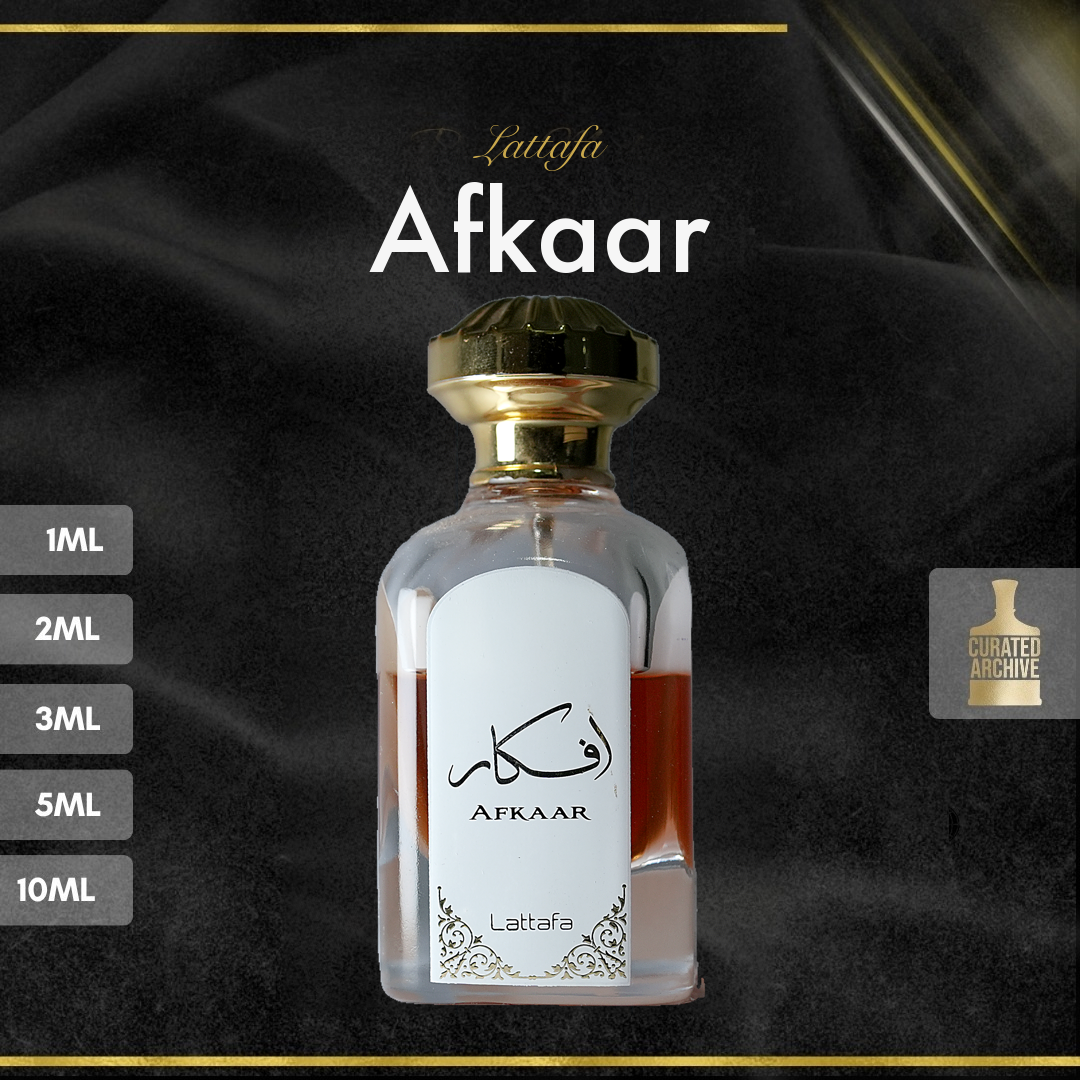 Lattafa
Afkaar
1ML
2ML
3ML
5ML
10ML
CURATED
ARCHIVE
افكار
AFKAAR
Lattafa